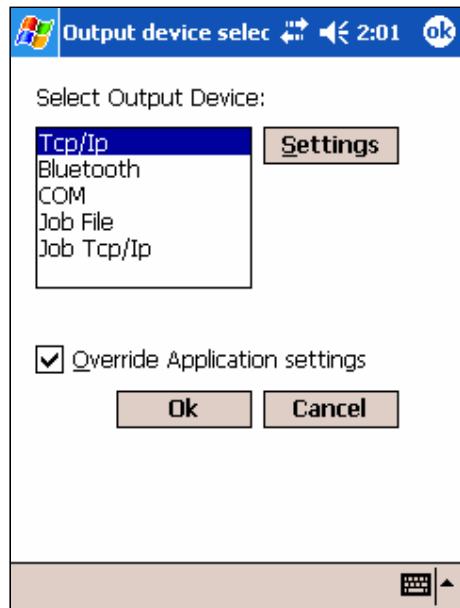 Output device selec 2:01 ok
Select Output Device:
Tcp/Ip
Settings
Bluetooth
COM
Job File
Job Tcp/Ip
Override Application settings
Ok Cancel